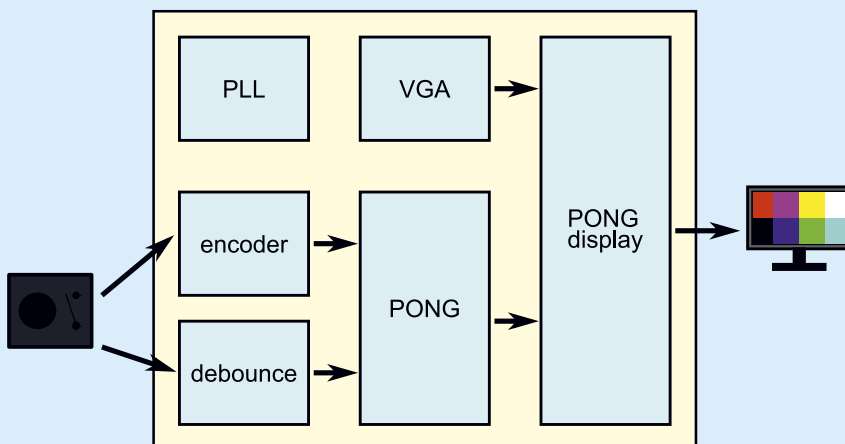 PLL
VGA
encoder
debounce
PONG
PONG
display